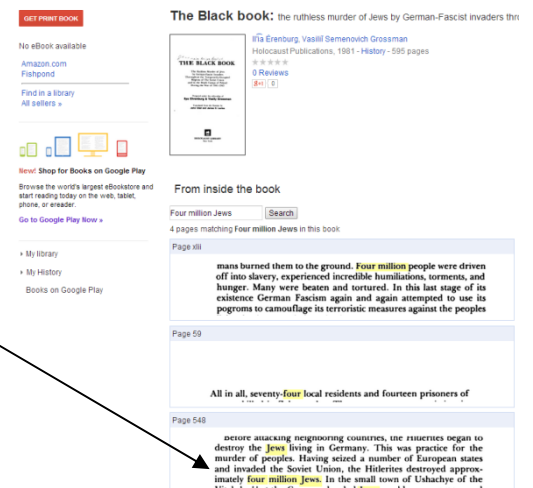 GET PRINT BOOK
No eBook available
Amazon.com
Fishpond
Find in a library
All sellers »
New! Shop for Books on Google Play
Browse the world's largest eBookstore and
start reading today on the web, tablet,
phone, or ereader.
Go to Google Play Now »
› My library
› My History
Books on Google Play
The Black book: the ruthless murder of Jews by German-Fascist invaders
Il'ia Erenburg, Vasilii Semenovich Grossman
Holocaust Publications, 1981 - History - 595 pages
0 Reviews
0
THE BLACK BOOK
From inside the book
Four million Jews Search
4 pages matching Four million Jews in this book
Page xlii
mans burned them to the ground. Four million people were driven
off into slavery, experienced incredible humiliations, torments, and
hunger. Many were beaten and tortured. In this last stage of its
existence German Fascism again and again attempted to use its
pogroms to camouflage its terroristic measures against the peoples
Page 59
All in all, seventy-four local residents and fourteen prisoners of
Page 548
Before attacking neighboring countries, the Hitlerites began to
destroy the Jews living in Germany. This was practice for the
murder of peoples. Having seized a number of European states
and invaded the Soviet Union, the Hitlerites destroyed approx-
imately four million Jews. In the small town of Ushachye of the